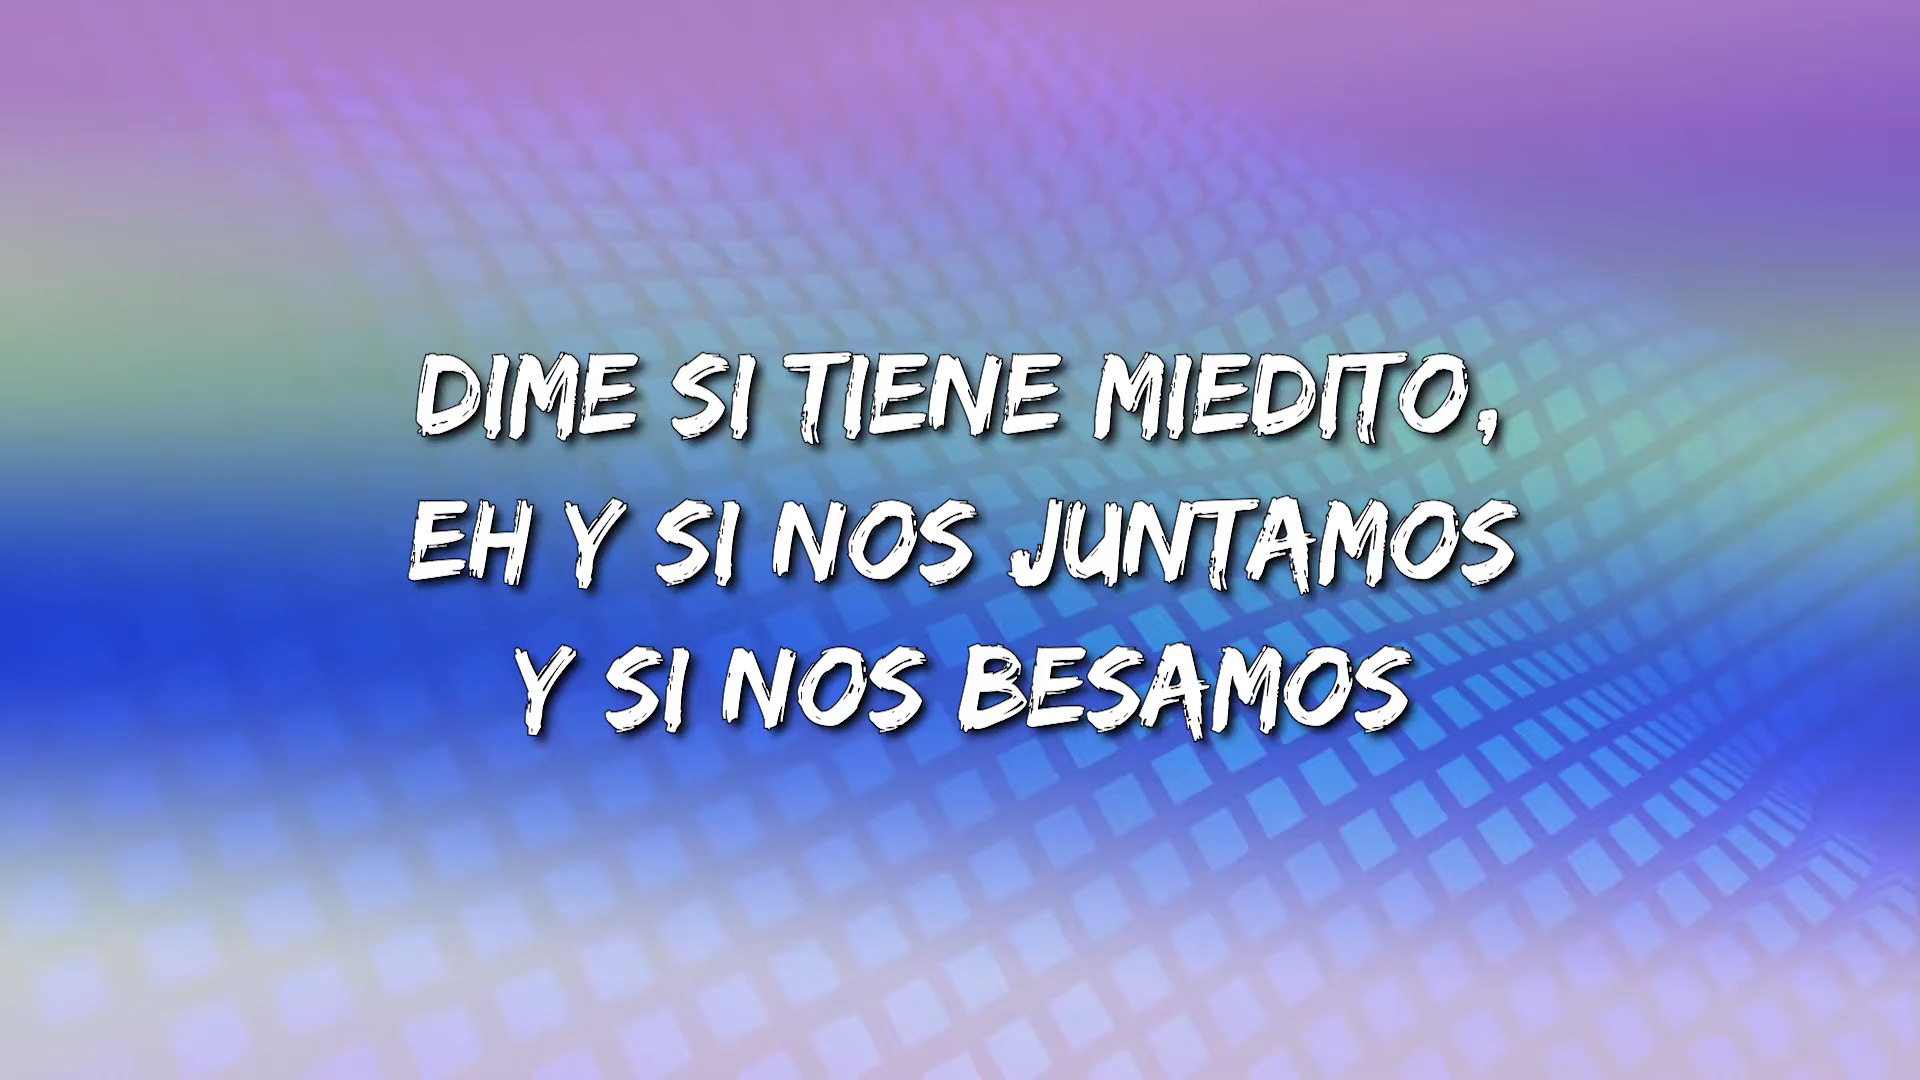 DIME SI TIENE MIEDITO,
EH Y SI NOS JUNTAMOS
Y SI NOS BESAMOS